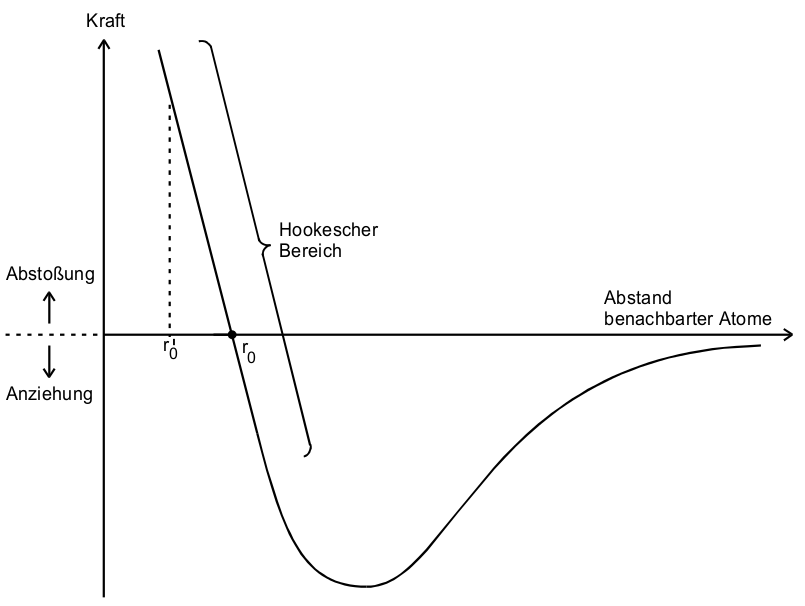 Kraft
Hookescher
Bereich
Abstoßung
Abstand
benachbarter Atome
r0'
r0
Anziehung